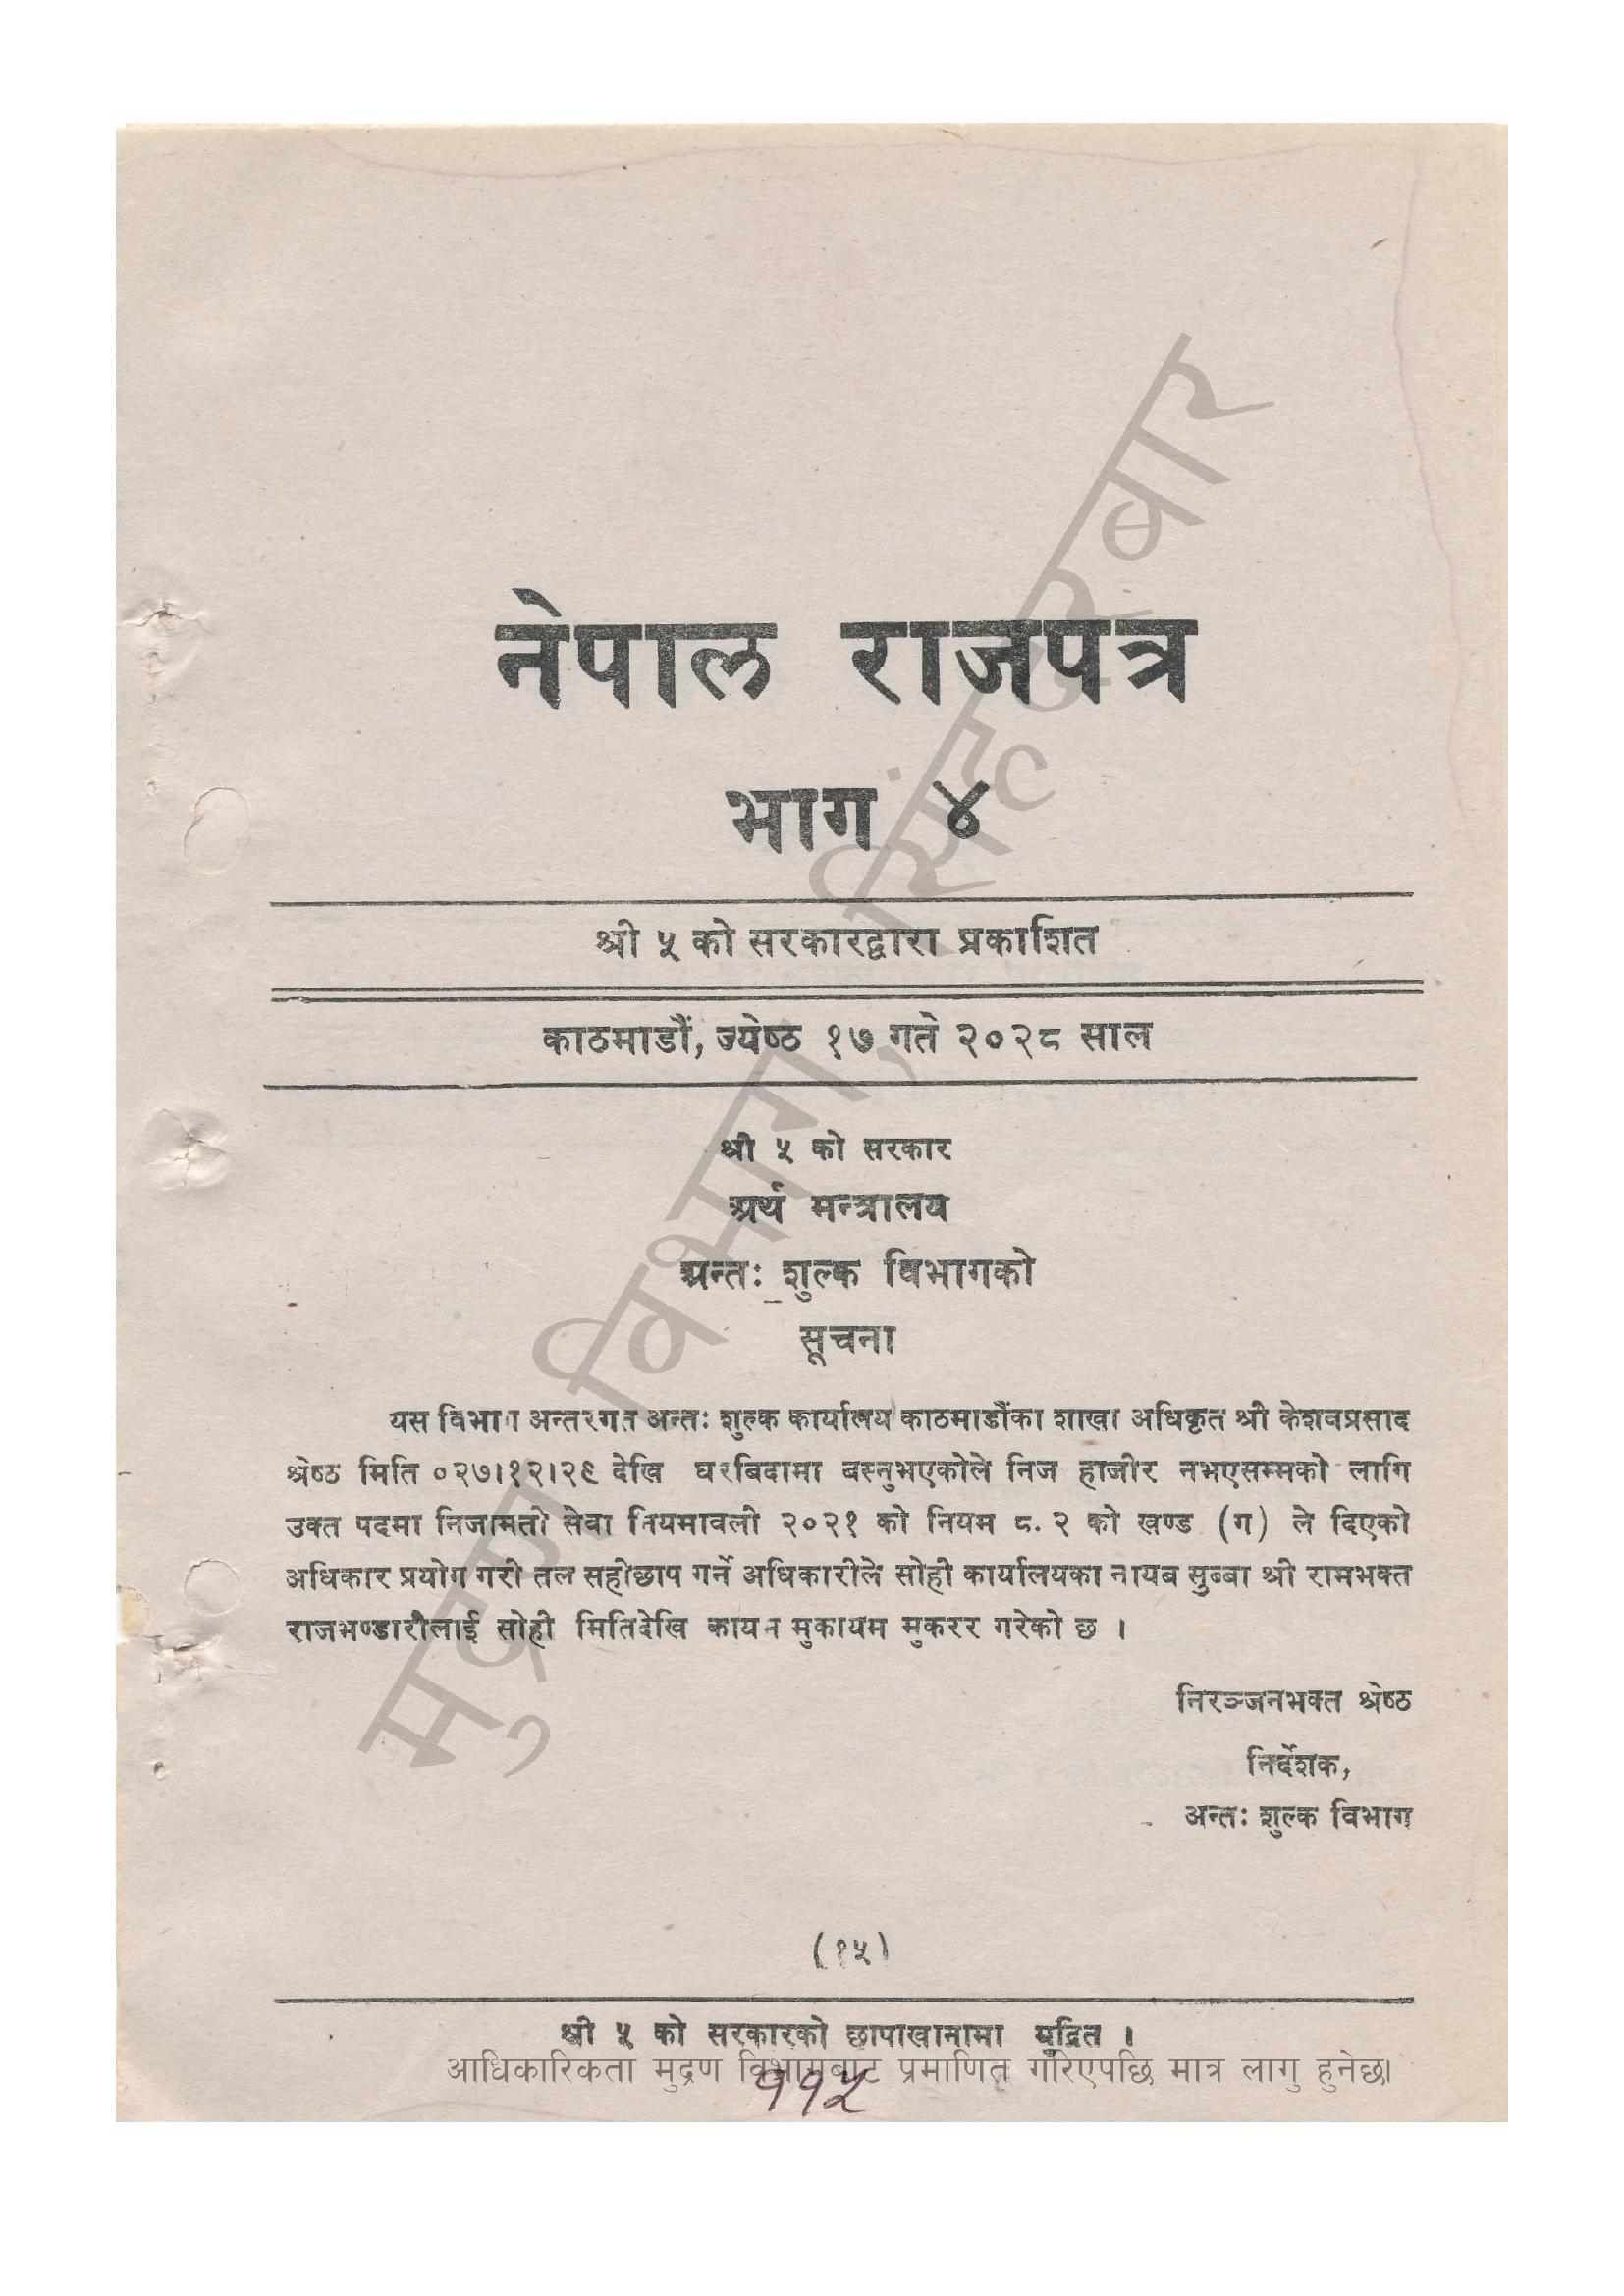 नेपाल राजपत्र
भाग ४
श्री ५ को सरकारद्वारा प्रकाशित
काठमाडौं, ज्येष्ठ १७ गते २०२८ साल
श्री ५ को सरकार
अर्थ मन्त्रालय
अन्तः शुल्क विभागको
सूचना
यस विभाग अन्तरगत अन्तः शुल्क कार्यालय काठमाडौंका शाखा अधिकृत श्री केशवप्रसाद
श्रेष्ठ मिति ०२७।१२।२९ देखि घरबिदामा बस्नुभएकोले निज हाजीर नभएसम्मको लागि
उक्त पदमा निजामती सेवा नियमावली २०२१ को नियम ८.२ को खण्ड (ग) ले दिएको
अधिकार प्रयोग गरी तल सहीछाप गर्ने अधिकारीले सोही कार्यालयका नायब सुब्बा श्री रामभक्त
राजभण्डारीलाई सोही मितिदेखि कायम मुकायम मुकरर गरेको छ ।
निरञ्जनभक्त श्रेष्ठ
निर्देशक,
अन्तः शुल्क विभाग
(१५)
श्री ५ को सरकारको छापाखानामा मुद्रित ।
आधिकारिकता मुद्रण विभागबाट प्रमाणित गरिएपछि मात्र लागु हुनेछ।
११५
मुद्रण विभाग, सिंहदरबार